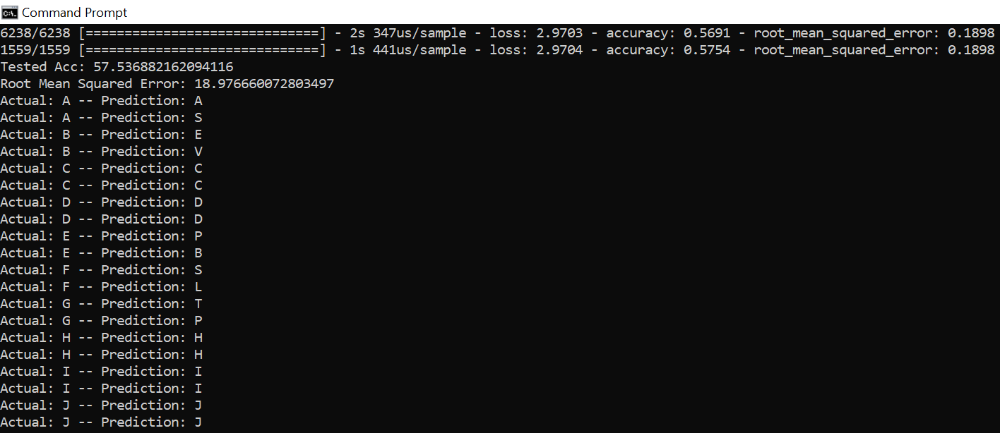 Command Prompt
6238/6238 [==============================] - 2s 347us/sample - loss: 2.9703 - accuracy: 0.5691 - root_mean_squared_error: 0.1898
1559/1559 [==============================] - 1s 441us/sample - loss: 2.9704 - accuracy: 0.5754 - root_mean_squared_error: 0.1898
Tested Acc: 57.536882162094116
Root Mean Squared Error: 18.976660072803497
Actual: A -- Prediction: A
Actual: A -- Prediction: S
Actual: B -- Prediction: E
Actual: B -- Prediction: V
Actual: C -- Prediction: C
Actual: C -- Prediction: C
Actual: D -- Prediction: D
Actual: D -- Prediction: D
Actual: E -- Prediction: P
Actual: E -- Prediction: B
Actual: F -- Prediction: S
Actual: F -- Prediction: L
Actual: G -- Prediction: T
Actual: G -- Prediction: P
Actual: H -- Prediction: H
Actual: H -- Prediction: H
Actual: I -- Prediction: I
Actual: I -- Prediction: I
Actual: J -- Prediction: J
Actual: J -- Prediction: J